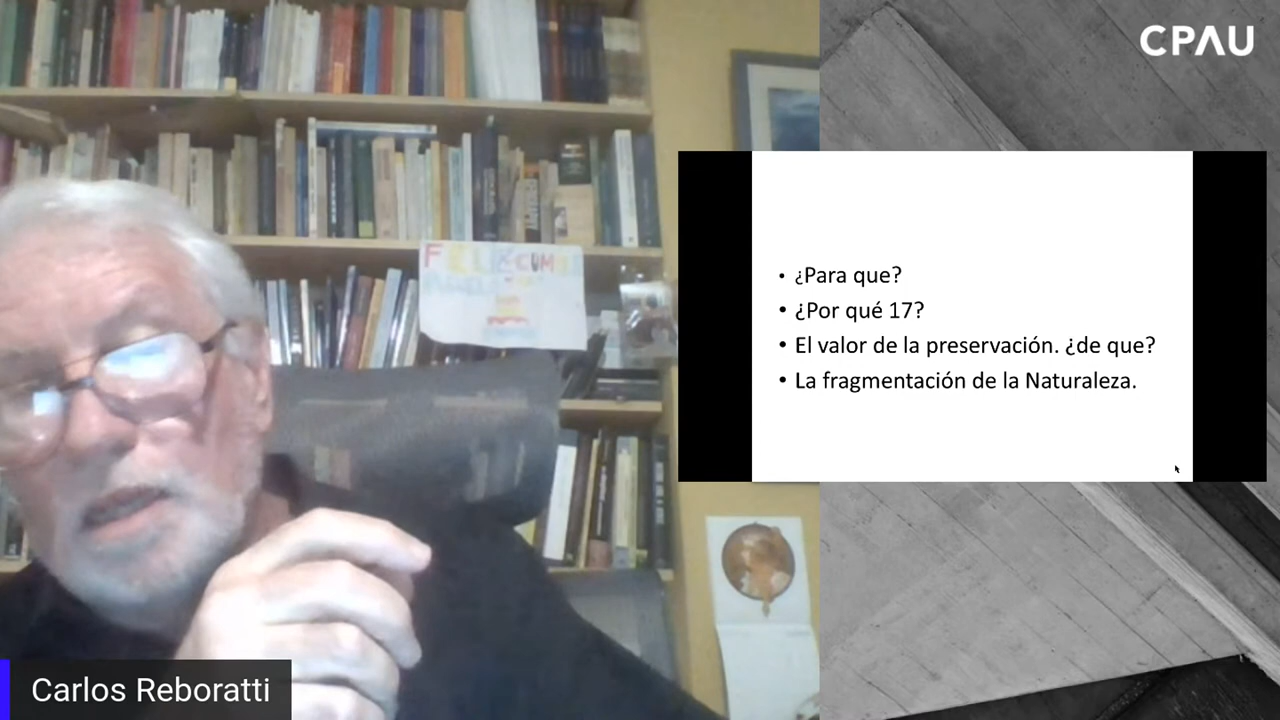 CPAU
• ¿Para que?
• ¿Por qué 17?
• El valor de la preservación. ¿de que?
• La fragmentación de la Naturaleza.
Carlos Reboratti